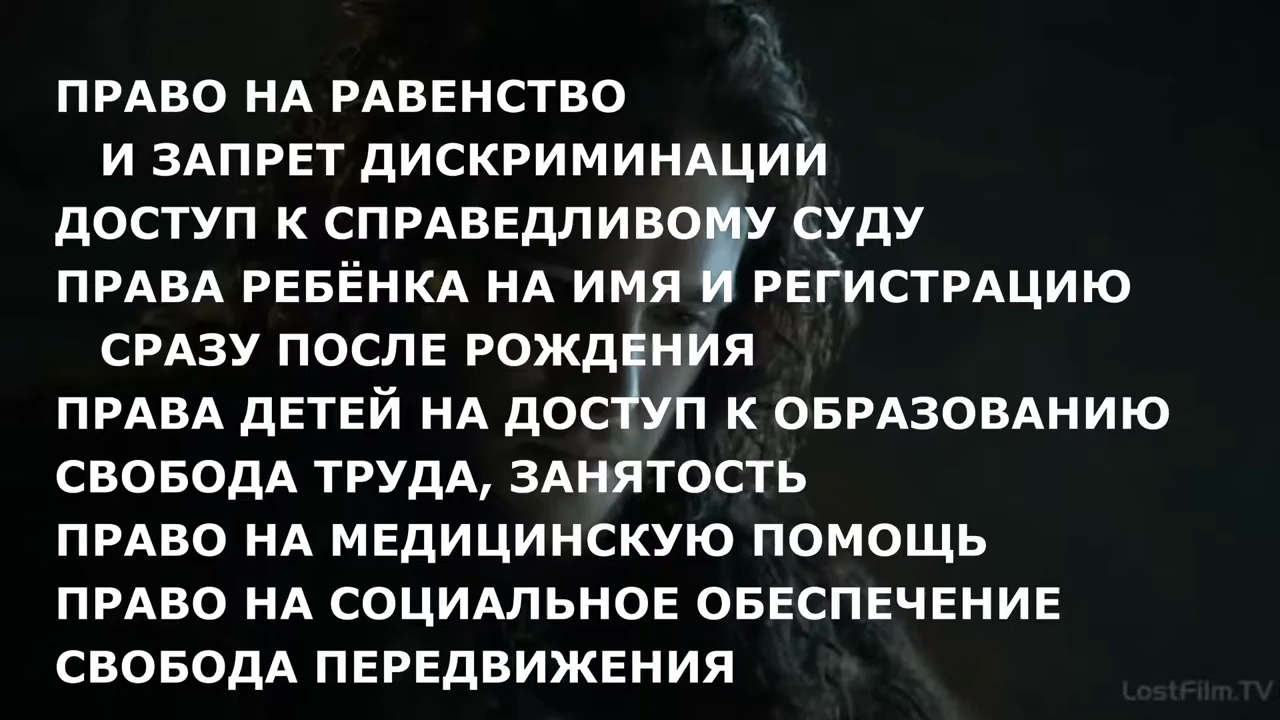 ПРАВО НА РАВЕНСТВО
И ЗАПРЕТ ДИСКРИМИНАЦИИ
ДОСТУП К СПРАВЕДЛИВОМУ СУДУ
ПРАВА РЕБЁНКА НА ИМЯ И РЕГИСТРАЦИЮ
СРАЗУ ПОСЛЕ РОЖДЕНИЯ
ПРАВА ДЕТЕЙ НА ДОСТУП К ОБРАЗОВАНИЮ
СВОБОДА ТРУДА, ЗАНЯТОСТЬ
ПРАВО НА МЕДИЦИНСКУЮ ПОМОЩЬ
ПРАВО НА СОЦИАЛЬНОЕ ОБЕСПЕЧЕНИЕ
СВОБОДА ПЕРЕДВИЖЕНИЯ
LostFilm.TV